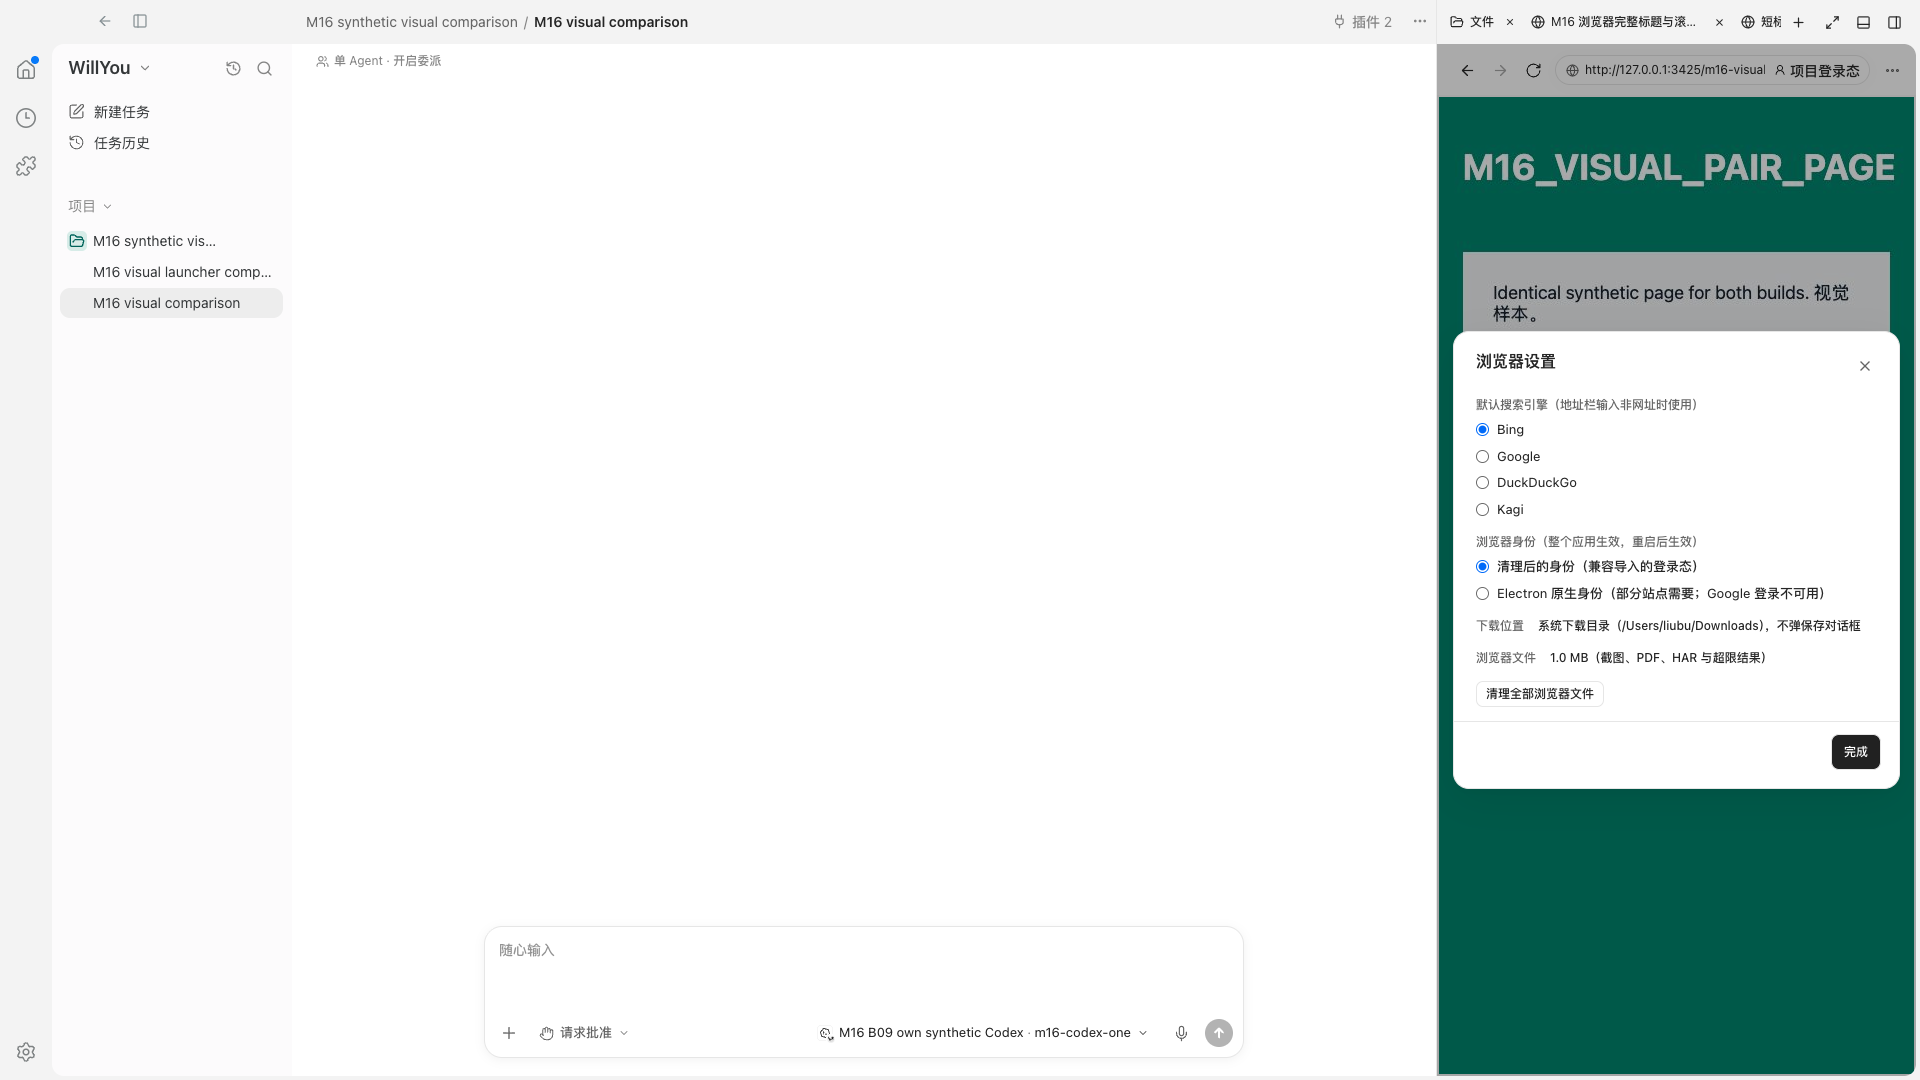 M16 synthetic visual comparison / M16 visual comparison
插件 2
文件
M16 浏览器完整标题与滚...
短标
WillYou
单 Agent · 开启委派
http://127.0.0.1:3425/m16-visual
项目登录态
新建任务
任务历史
项目
M16 synthetic vis...
M16 visual launcher comp...
M16 visual comparison
M16_VISUAL_PAIR_PAGE
Identical synthetic page for both builds. 视觉
样本。
浏览器设置
默认搜索引擎（地址栏输入非网址时使用）
Bing
Google
DuckDuckGo
Kagi
浏览器身份（整个应用生效，重启后生效）
清理后的身份（兼容导入的登录态）
Electron 原生身份（部分站点需要；Google 登录不可用）
下载位置 系统下载目录（/Users/liubu/Downloads），不弹保存对话框
浏览器文件 1.0 MB（截图、PDF、HAR 与超限结果）
清理全部浏览器文件
完成
随心输入
请求批准
M16 B09 own synthetic Codex · m16-codex-one